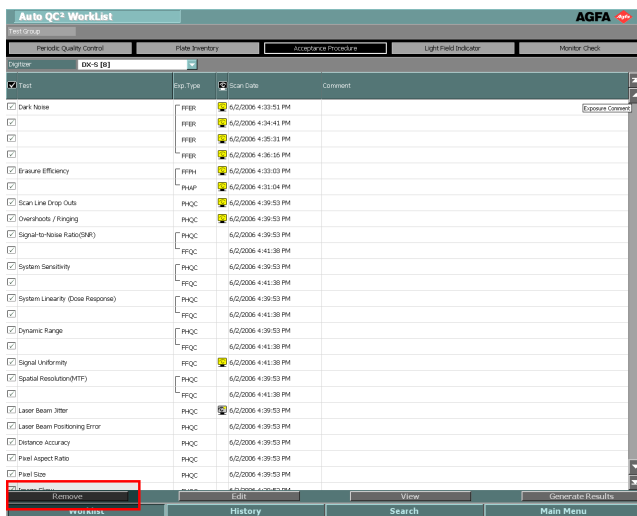 Auto QC² WorkList
AGFA
Agfa
Test Group
Periodic Quality Control Plate Inventory Acceptance Procedure Light Field Indicator Monitor Check
Digitizer DX-S [8]
Test Exp.Type Scan Date Comment
Dark Noise FFER 6/2/2006 4:33:51 PM Exposure Comment
FFER 6/2/2006 4:34:41 PM
FFER 6/2/2006 4:35:31 PM
FFER 6/2/2006 4:36:16 PM
Erasure Efficiency FFPH 6/2/2006 4:33:03 PM
PHAP 6/2/2006 4:31:04 PM
Scan Line Drop Outs PHQC 6/2/2006 4:39:53 PM
Overshoots / Ringing PHQC 6/2/2006 4:39:53 PM
Signal-to-Noise Ratio(SNR) PHQC 6/2/2006 4:39:53 PM
FFQC 6/2/2006 4:41:38 PM
System Sensitivity PHQC 6/2/2006 4:39:53 PM
FFQC 6/2/2006 4:41:38 PM
System Linearity (Dose Response) PHQC 6/2/2006 4:39:53 PM
FFQC 6/2/2006 4:41:38 PM
Dynamic Range PHQC 6/2/2006 4:39:53 PM
FFQC 6/2/2006 4:41:38 PM
Signal Uniformity FFQC 6/2/2006 4:41:38 PM
Spatial Resolution(MTF) PHQC 6/2/2006 4:39:53 PM
FFQC 6/2/2006 4:41:38 PM
Laser Beam Jitter PHQC 6/2/2006 4:39:53 PM
Laser Beam Positioning Error PHQC 6/2/2006 4:39:53 PM
Distance Accuracy PHQC 6/2/2006 4:39:53 PM
Pixel Aspect Ratio PHQC 6/2/2006 4:39:53 PM
Pixel Size PHQC 6/2/2006 4:39:53 PM
Remove Edit View Generate Results
Worklist History Search Main Menu